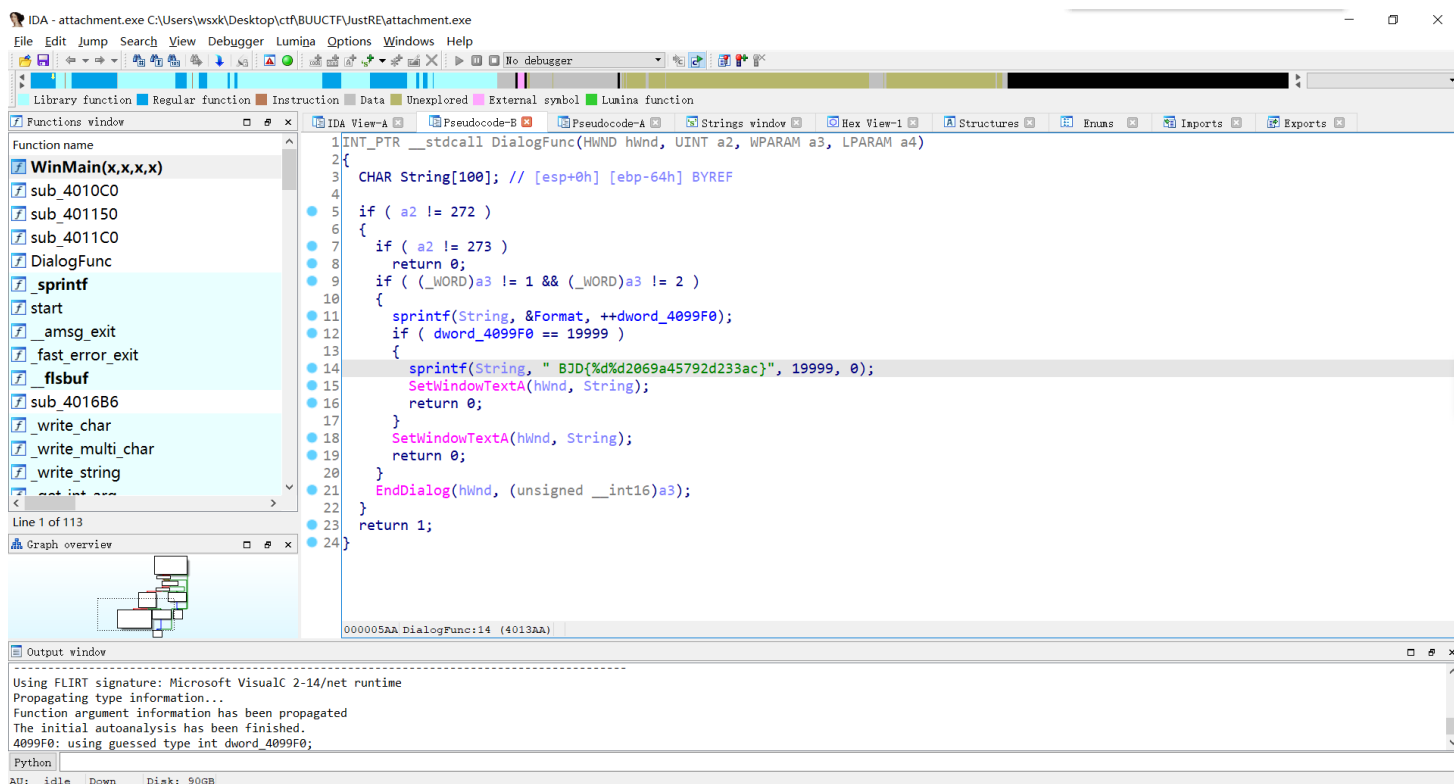 IDA - attachment.exe C:\Users\wsxk\Desktop\ctf\BUUCTF\JustRE\attachment.exe
File Edit Jump Search View Debugger Lumina Options Windows Help
No debugger
Library function Regular function Instruction Data Unexplored External symbol Lumina function
Functions window
IDA View-A Pseudocode-B Pseudocode-A Strings window Hex View-1 Structures Enums Imports Exports
Function name
WinMain(x,x,x,x)
sub_4010C0
sub_401150
sub_4011C0
DialogFunc
_sprintf
start
__amsg_exit
_fast_error_exit
__flsbuf
sub_4016B6
_write_char
_write_multi_char
_write_string
_get_int_arg
Line 1 of 113
Graph overview
1 INT_PTR __stdcall DialogFunc(HWND hWnd, UINT a2, WPARAM a3, LPARAM a4)
2 {
3 CHAR String[100]; // [esp+0h] [ebp-64h] BYREF
4
5 if ( a2 != 272 )
6 {
7 if ( a2 != 273 )
8 return 0;
9 if ( (_WORD)a3 != 1 && (_WORD)a3 != 2 )
10 {
11 sprintf(String, &Format, ++dword_4099F0);
12 if ( dword_4099F0 == 19999 )
13 {
14 sprintf(String, " BJD{%d%d2069a45792d233ac}", 19999, 0);
15 SetWindowTextA(hWnd, String);
16 return 0;
17 }
18 SetWindowTextA(hWnd, String);
19 return 0;
20 }
21 EndDialog(hWnd, (unsigned __int16)a3);
22 }
23 return 1;
24 }
000005AA DialogFunc:14 (4013AA)
Output window
-------------------------------------------------------------------------------
Using FLIRT signature: Microsoft VisualC 2-14/net runtime
Propagating type information...
Function argument information has been propagated
The initial autoanalysis has been finished.
4099F0: using guessed type int dword_4099F0;
Python
AU: idle Down Disk: 90GB